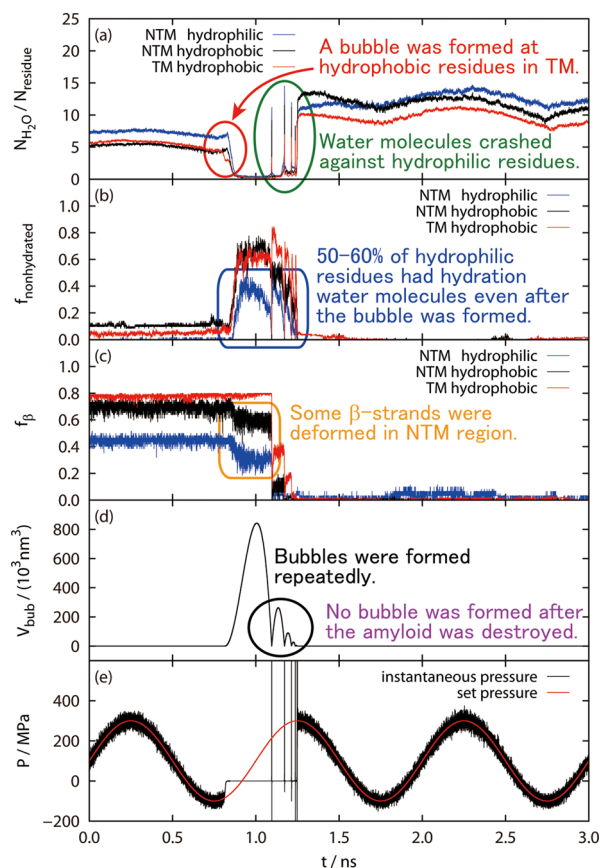 (a)
NTM hydrophilic
NTM hydrophobic
TM hydrophobic
A bubble was formed at
hydrophobic residues in TM.
Water molecules crashed
against hydrophilic residues.
N_H₂O / N_residue
25
20
15
10
5
0
(b)
NTM hydrophilic
NTM hydrophobic
TM hydrophobic
50–60% of hydrophilic
residues had hydration
water molecules even after
the bubble was formed.
f_nonhydrated
1.0
0.8
0.6
0.4
0.2
0.0
(c)
NTM hydrophilic
NTM hydrophobic
TM hydrophobic
Some β-strands were
deformed in NTM region.
f_β
1.0
0.8
0.6
0.4
0.2
0.0
(d)
Bubbles were formed
repeatedly.
No bubble was formed after
the amyloid was destroyed.
V_bub / (10³nm³)
800
600
400
200
0
(e)
instantaneous pressure
set pressure
P / MPa
400
200
0
−200
0.0 0.5 1.0 1.5 2.0 2.5 3.0
t / ns